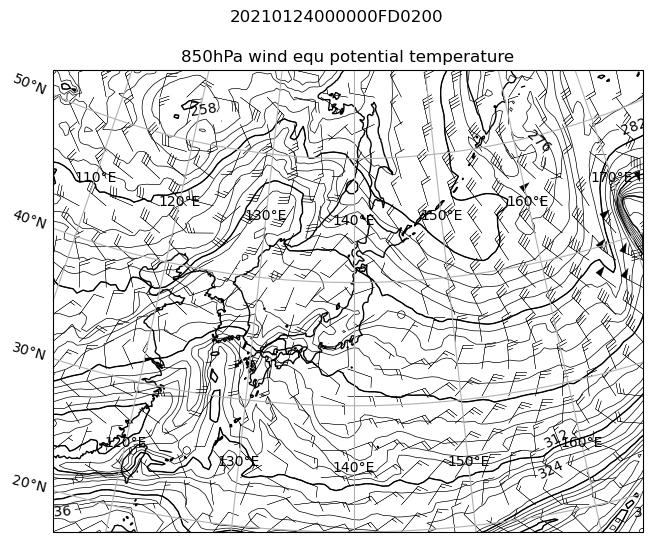 20210124000000FD0200
850hPa wind equ potential temperature
50°N
258
276
282
110°E
170°E
120°E
160°E
130°E
140°E
150°E
40°N
30°N
120°E
312
160°E
130°E
140°E
150°E
324
20°N
36
3